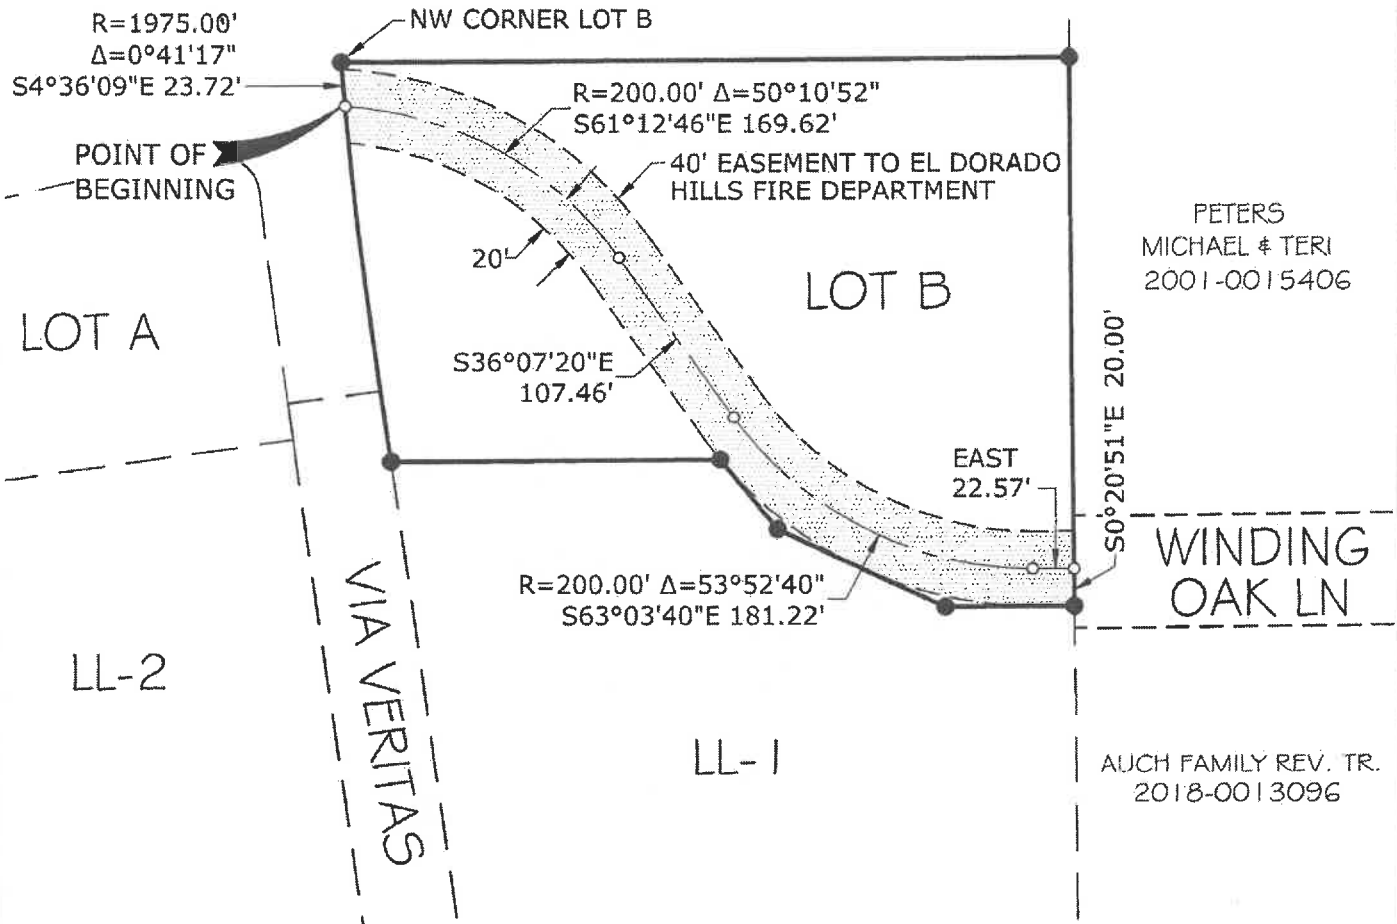 R=1975.00'
Δ=0°41'17"
S4°36'09"E 23.72'
NW CORNER LOT B
R=200.00' Δ=50°10'52"
S61°12'46"E 169.62'
POINT OF
BEGINNING
40' EASEMENT TO EL DORADO
HILLS FIRE DEPARTMENT
20'
PETERS
MICHAEL & TERI
2001-0015406
LOT A
LOT B
S36°07'20"E
107.46'
S0°20'51"E 20.00'
EAST
22.57'
WINDING
OAK LN
R=200.00' Δ=53°52'40"
S63°03'40"E 181.22'
VIA VERITAS
LL-2
LL-1
AUCH FAMILY REV. TR.
2018-0013096